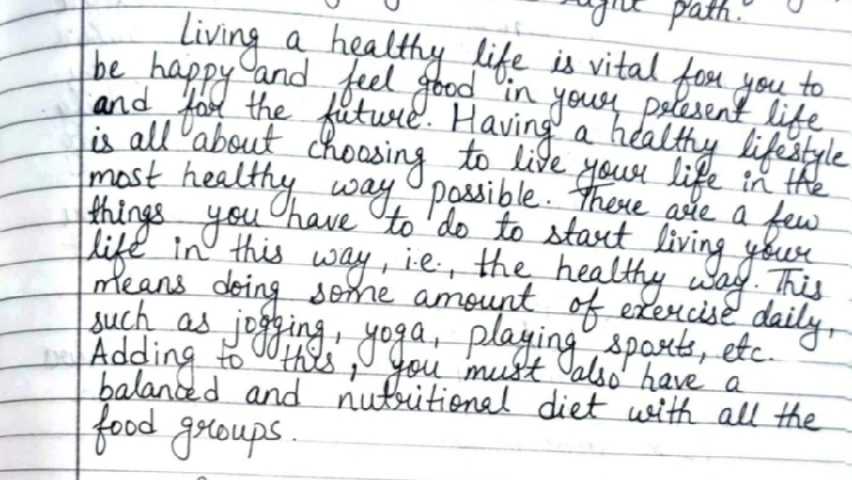 right path.
Living a healthy life is vital for you to
be happy and feel good in your present life
and for the future. Having a healthy lifestyle
is all about choosing to live your life in the
most healthy way possible. There are a few
things you have to do to start living your
life in this way, i.e., the healthy way. This
means doing some amount of exercise daily,
such as jogging, yoga, playing sports, etc.
Adding to this, you must also have a
balanced and nutritional diet with all the
food groups.